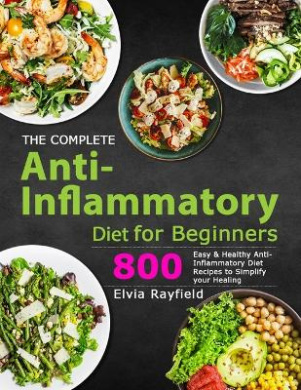 THE COMPLETE
Anti-
Inflammatory
Diet for Beginners
800
Easy & Healthy Anti-
Inflammatory Diet
Recipes to Simplify
your Healing
Elvia Rayfield